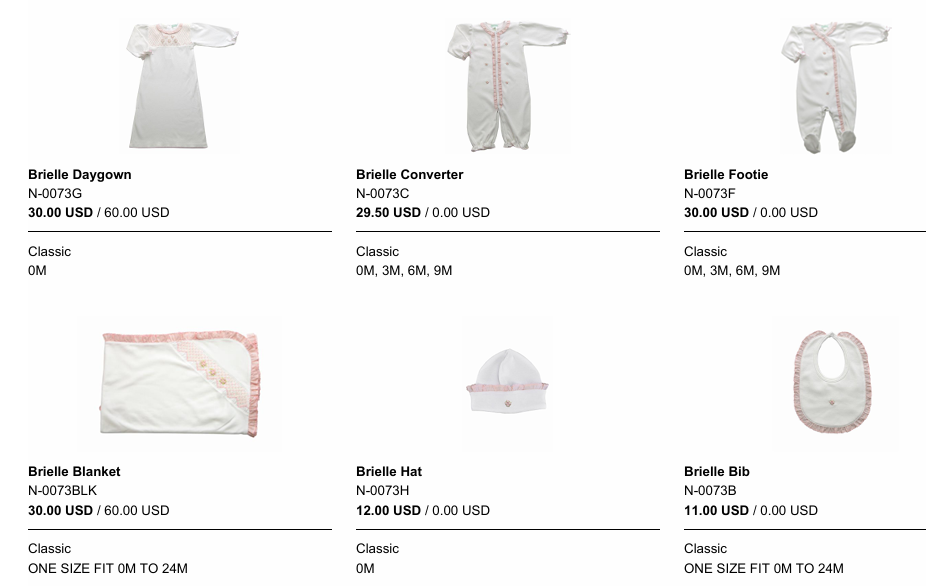 Brielle Daygown
N-0073G
30.00 USD / 60.00 USD
Classic
0M
Brielle Converter
N-0073C
29.50 USD / 0.00 USD
Classic
0M, 3M, 6M, 9M
Brielle Footie
N-0073F
30.00 USD / 0.00 USD
Classic
0M, 3M, 6M, 9M
Brielle Blanket
N-0073BLK
30.00 USD / 60.00 USD
Classic
ONE SIZE FIT 0M TO 24M
Brielle Hat
N-0073H
12.00 USD / 0.00 USD
Classic
0M
Brielle Bib
N-0073B
11.00 USD / 0.00 USD
Classic
ONE SIZE FIT 0M TO 24M